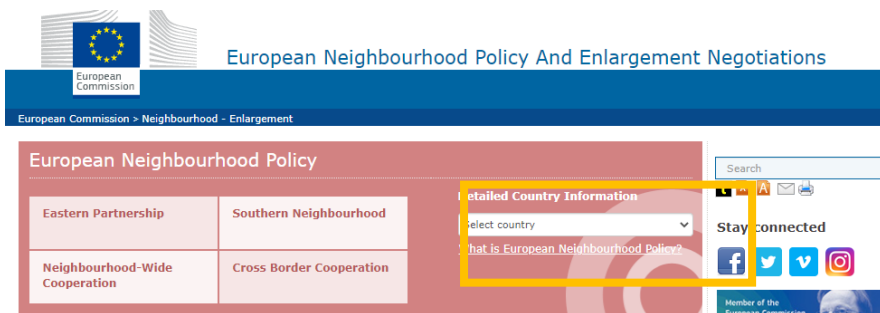 European
Commission
European Neighbourhood Policy And Enlargement Negotiations
European Commission > Neighbourhood - Enlargement
European Neighbourhood Policy
Eastern Partnership
Southern Neighbourhood
Neighbourhood-Wide
Cooperation
Cross Border Cooperation
Detailed Country Information
Select country
What is European Neighbourhood Policy?
Search
A
Stay connected
Member of the
European Commission